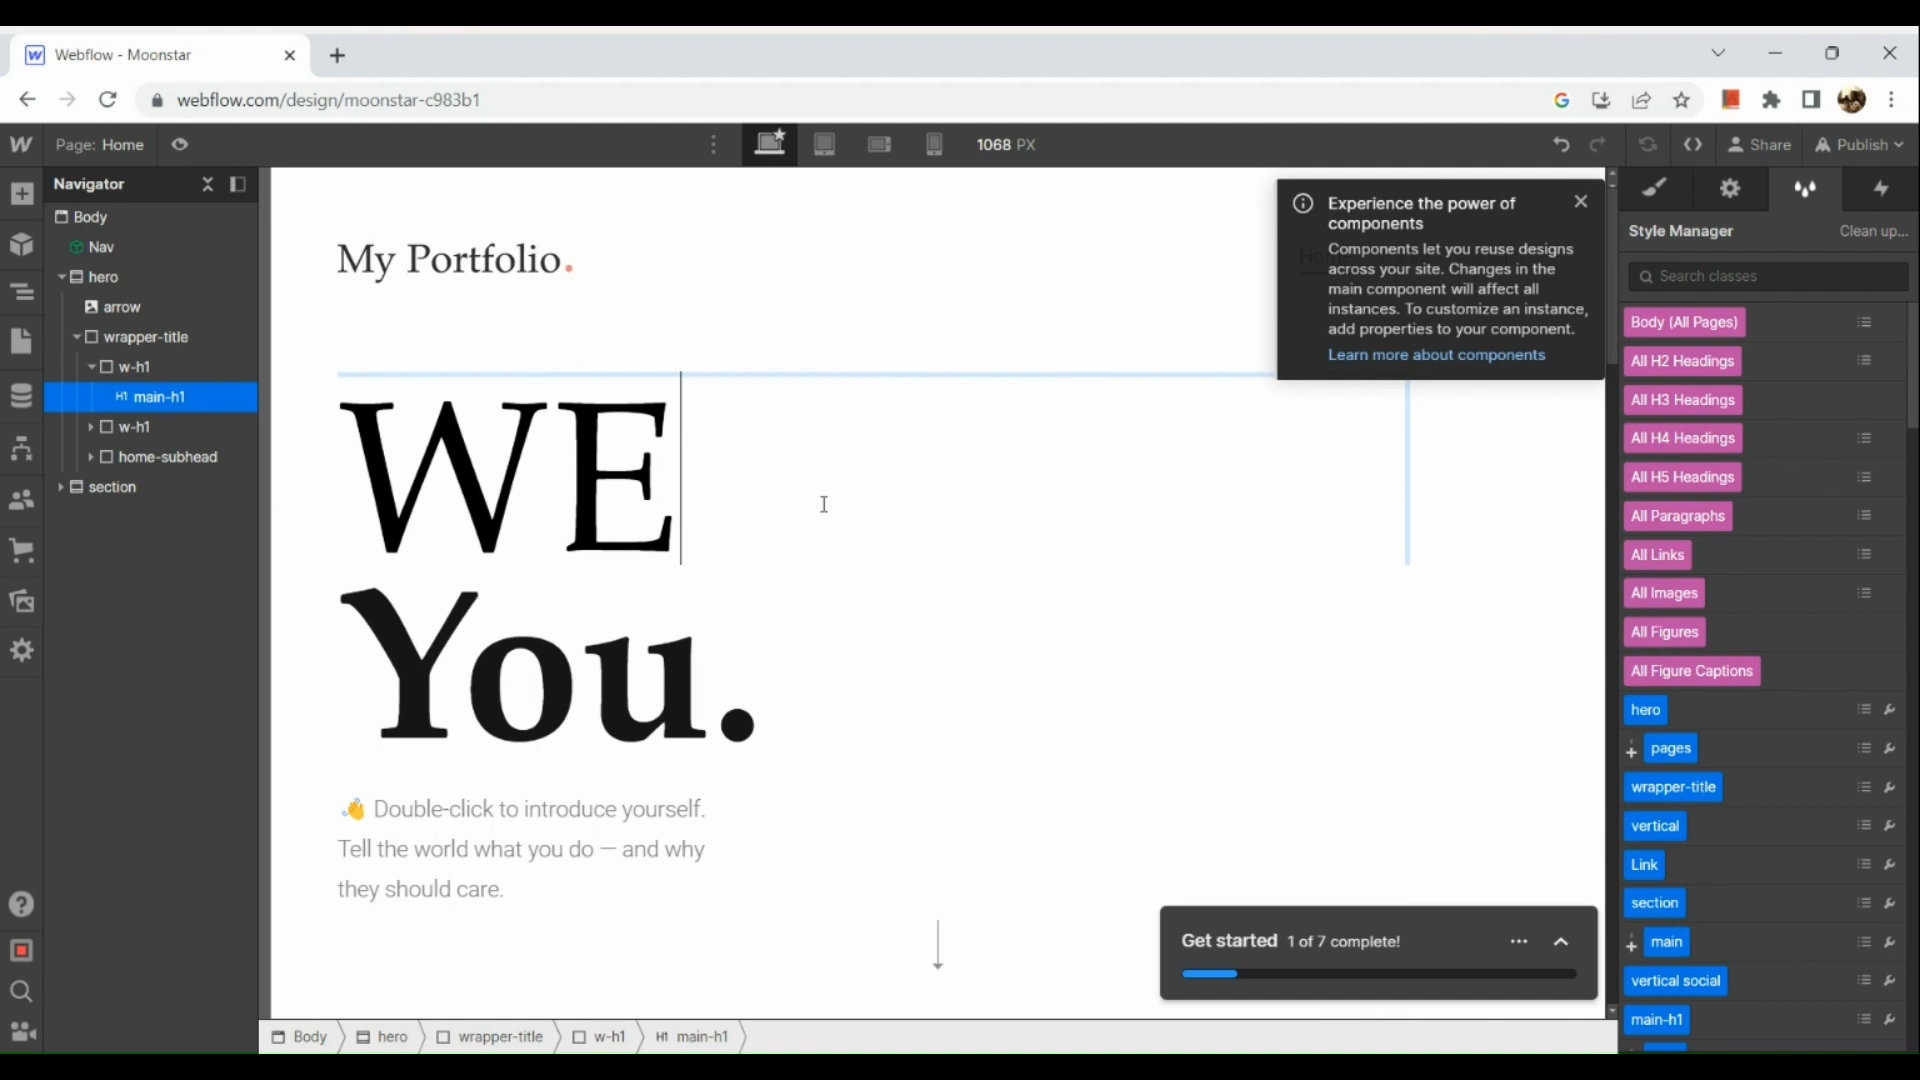 Webflow - Moonstar
webflow.com/design/moonstar-c983b1
Page: Home
1068 PX
Share
Publish
Navigator
Body
Nav
hero
arrow
wrapper-title
w-h1
H1 main-h1
w-h1
home-subhead
section
My Portfolio.
WE
You.
👋 Double-click to introduce yourself.
Tell the world what you do — and why
they should care.
Experience the power of
components
Components let you reuse designs
across your site. Changes in the
main component will affect all
instances. To customize an instance,
add properties to your component.
Learn more about components
Get started 1 of 7 complete!
Style Manager
Clean up...
Search classes
Body (All Pages)
All H2 Headings
All H3 Headings
All H4 Headings
All H5 Headings
All Paragraphs
All Links
All Images
All Figures
All Figure Captions
hero
pages
wrapper-title
vertical
Link
section
main
vertical social
main-h1
Body
hero
wrapper-title
w-h1
H1 main-h1